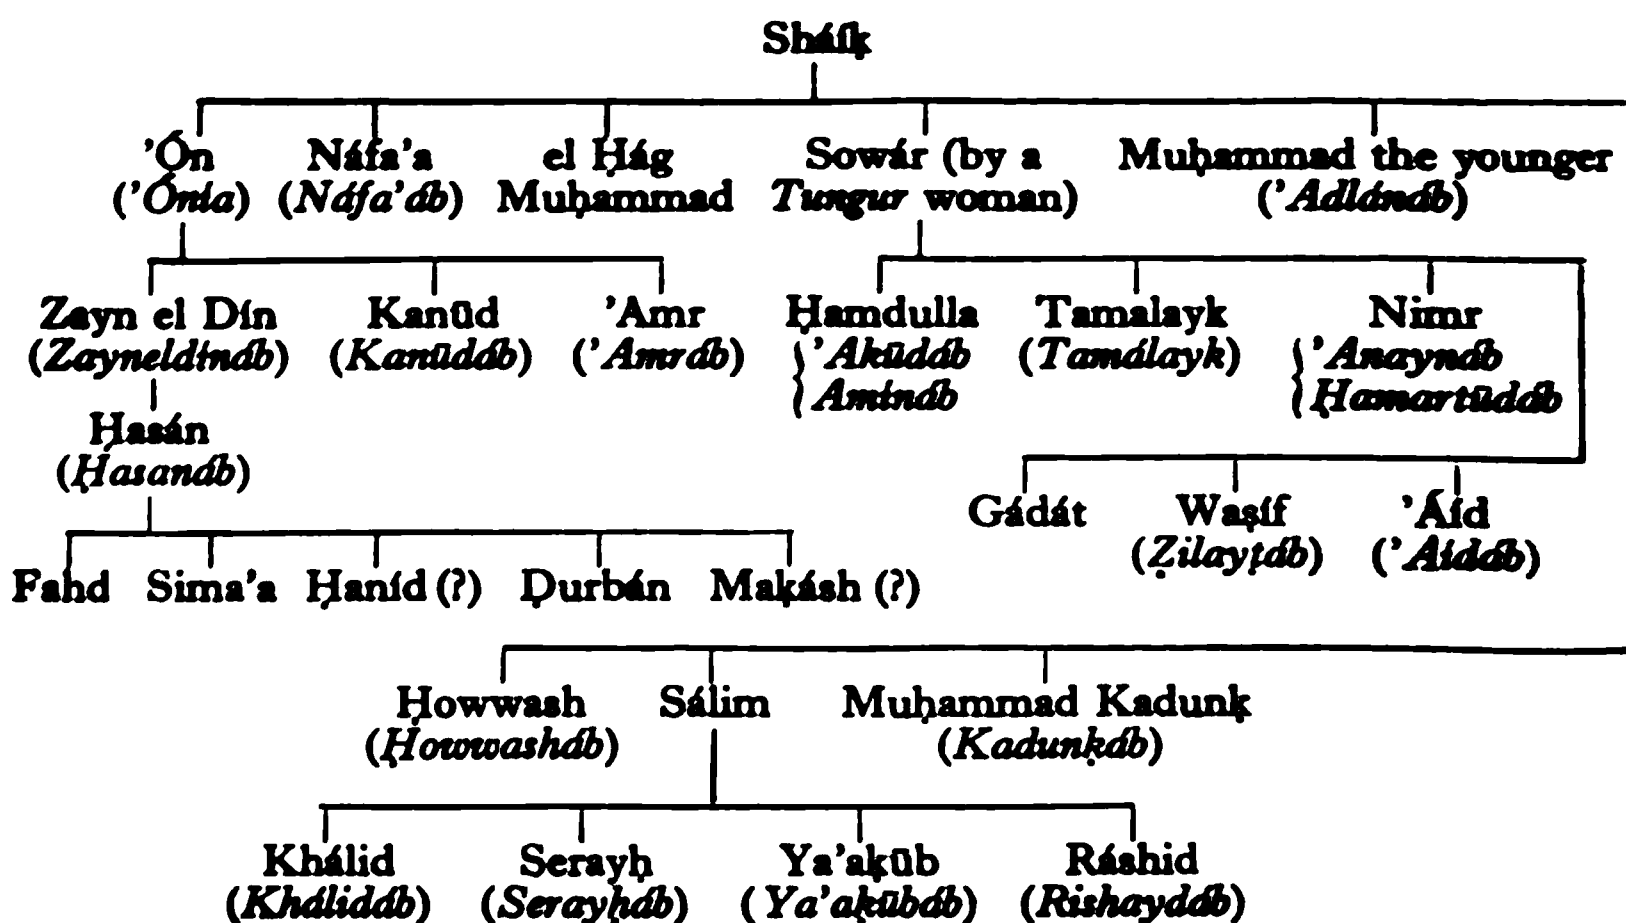 Sháíḳ
’Ón Náfa’a el Ḥág Sowár (by a Muḥammad the younger
(’Ónia) (Náfa’áb) Muḥammad Tungur woman) (’Adlánáb)
Zayn el Dín Kanūd ’Amr Ḥamdulla Tamalayk Nimr
(Zayneldínáb) (Kanūdáb) (’Amráb) ’Akūdáb (Tamálayk) ’Anaynáb
Amínáb Ḥamartūdáb
Ḥasán
(Ḥasanáb)
Gádát Waṣíf ’Áíd
(Ẓilayṭáb) (’Aidáb)
Fahd Sima’a Ḥaníd (?) Ḍurbán Maḳásh (?)
Ḥowwash Sálim Muḥammad Kadunḳ
(Ḥowwasháb) (Kadunḳáb)
Khálid Serayḥ Ya’aḳūb Ráshid
(Khálidáb) (Serayḥáb) (Ya’aḳūbáb) (Rishaydáb)